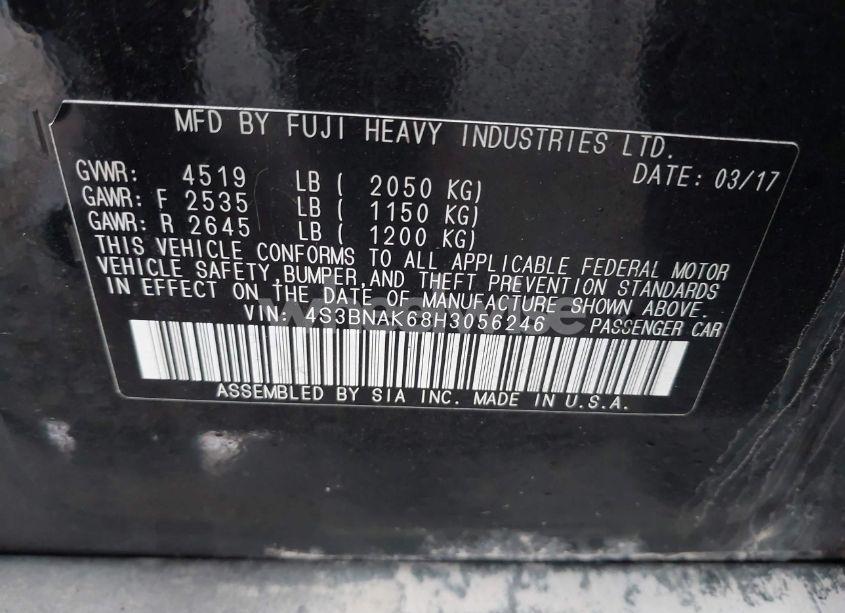 MFD BY FUJI HEAVY INDUSTRIES LTD.
DATE: 03/17
GVWR: 4519 LB ( 2050 KG)
GAWR: F 2535 LB ( 1150 KG)
GAWR: R 2645 LB ( 1200 KG)
THIS VEHICLE CONFORMS TO ALL APPLICABLE FEDERAL MOTOR
VEHICLE SAFETY,BUMPER,AND THEFT PREVENTION STANDARDS
IN EFFECT ON THE DATE OF MANUFACTURE SHOWN ABOVE.
VIN: 4S3BNAK68H3056246 PASSENGER CAR
ASSEMBLED BY SIA INC. MADE IN U.S.A.